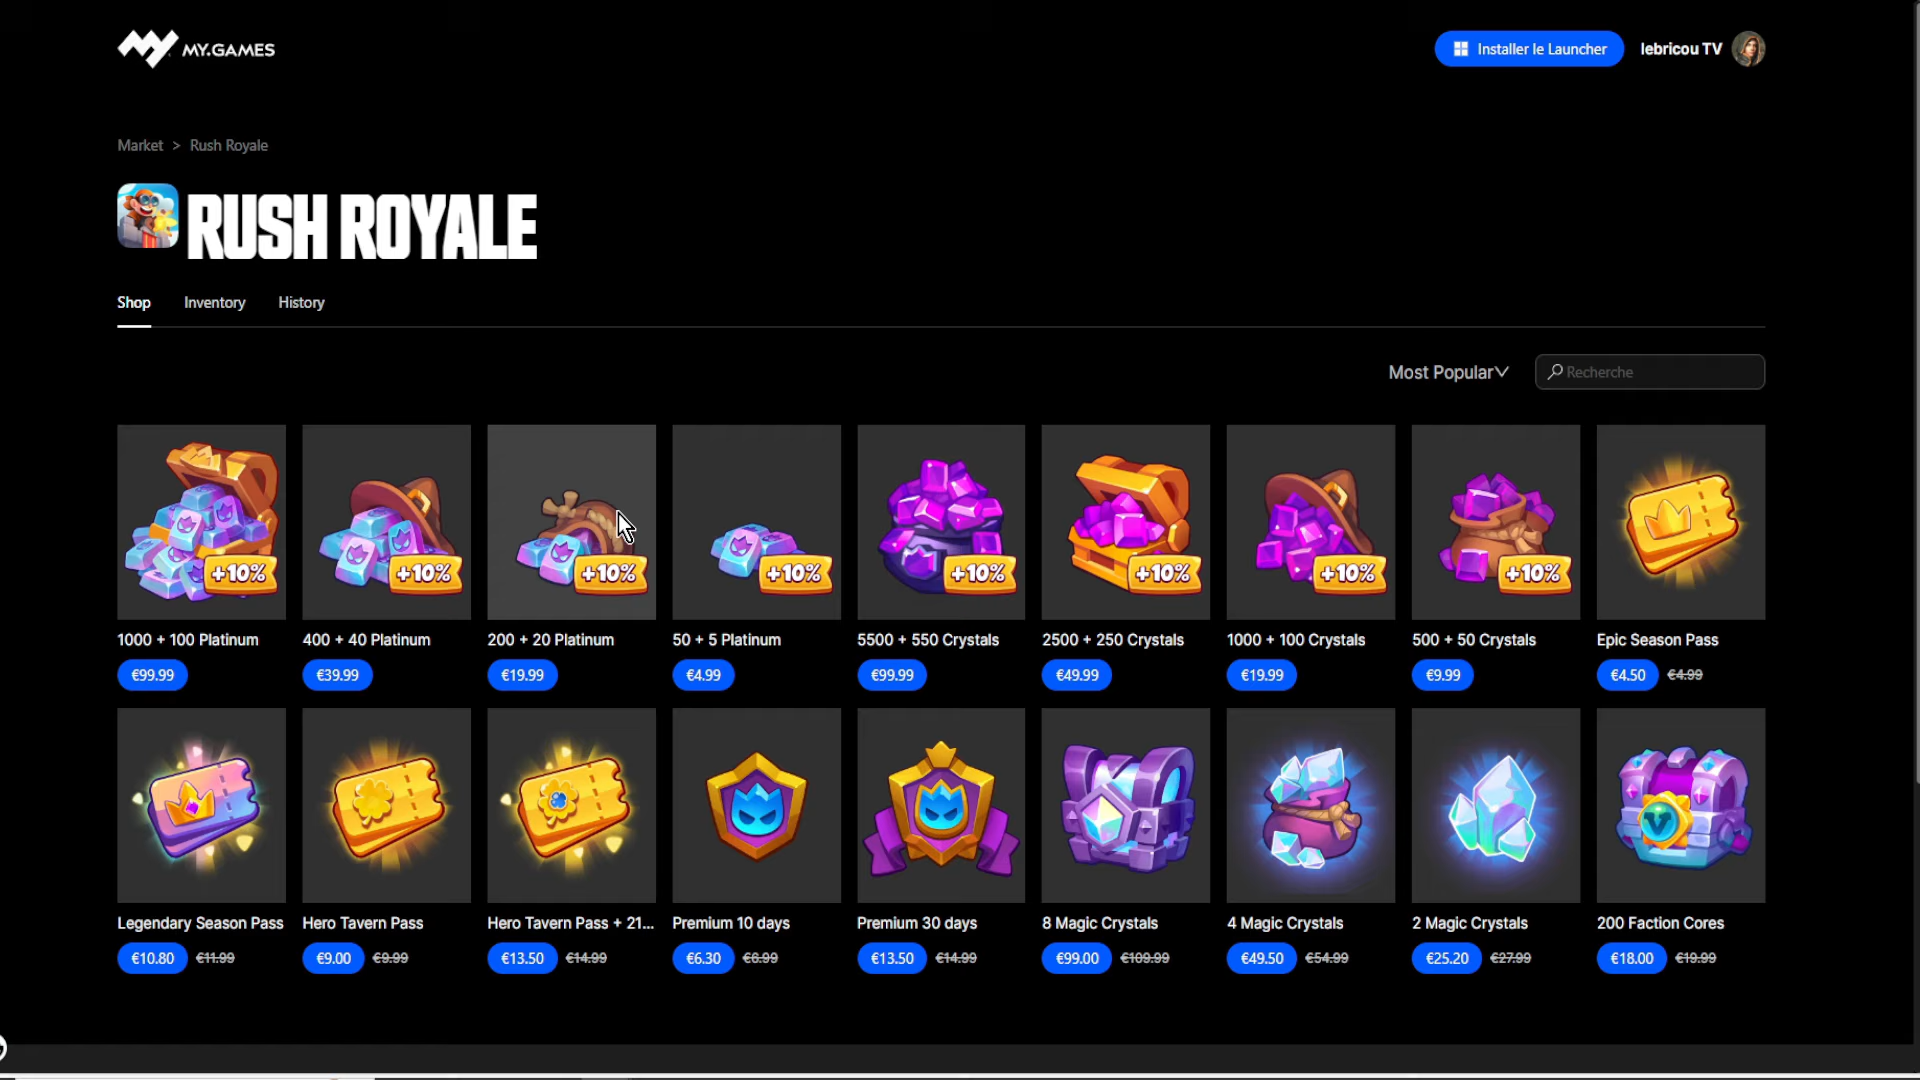 MY.GAMES
Installer le Launcher
lebricou TV
Market > Rush Royale
RUSH ROYALE
Shop Inventory History
Most Popular
Recherche
+10% +10% +10% +10% +10% +10% +10% +10%
1000 + 100 Platinum 400 + 40 Platinum 200 + 20 Platinum 50 + 5 Platinum 5500 + 550 Crystals 2500 + 250 Crystals 1000 + 100 Crystals 500 + 50 Crystals Epic Season Pass
€99.99 €39.99 €19.99 €4.99 €99.99 €49.99 €19.99 €9.99 €4.50 €4.99
Legendary Season Pass Hero Tavern Pass Hero Tavern Pass + 21... Premium 10 days Premium 30 days 8 Magic Crystals 4 Magic Crystals 2 Magic Crystals 200 Faction Cores
€10.80 €11.99 €9.00 €9.99 €13.50 €14.99 €6.30 €6.99 €13.50 €14.99 €99.00 €109.99 €49.50 €54.99 €25.20 €27.99 €18.00 €19.99